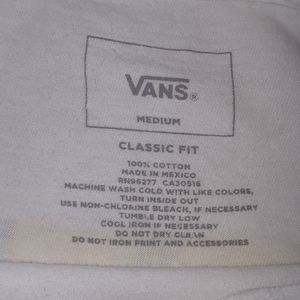 VANS®
MEDIUM
CLASSIC FIT
100% COTTON
MADE IN MEXICO
RN96277 CA30516
MACHINE WASH COLD WITH LIKE COLORS,
TURN INSIDE OUT
USE NON-CHLORINE BLEACH, IF NECESSARY
TUMBLE DRY LOW
COOL IRON IF NECESSARY
DO NOT DRY CLEAN
DO NOT IRON PRINT AND ACCESSORIES